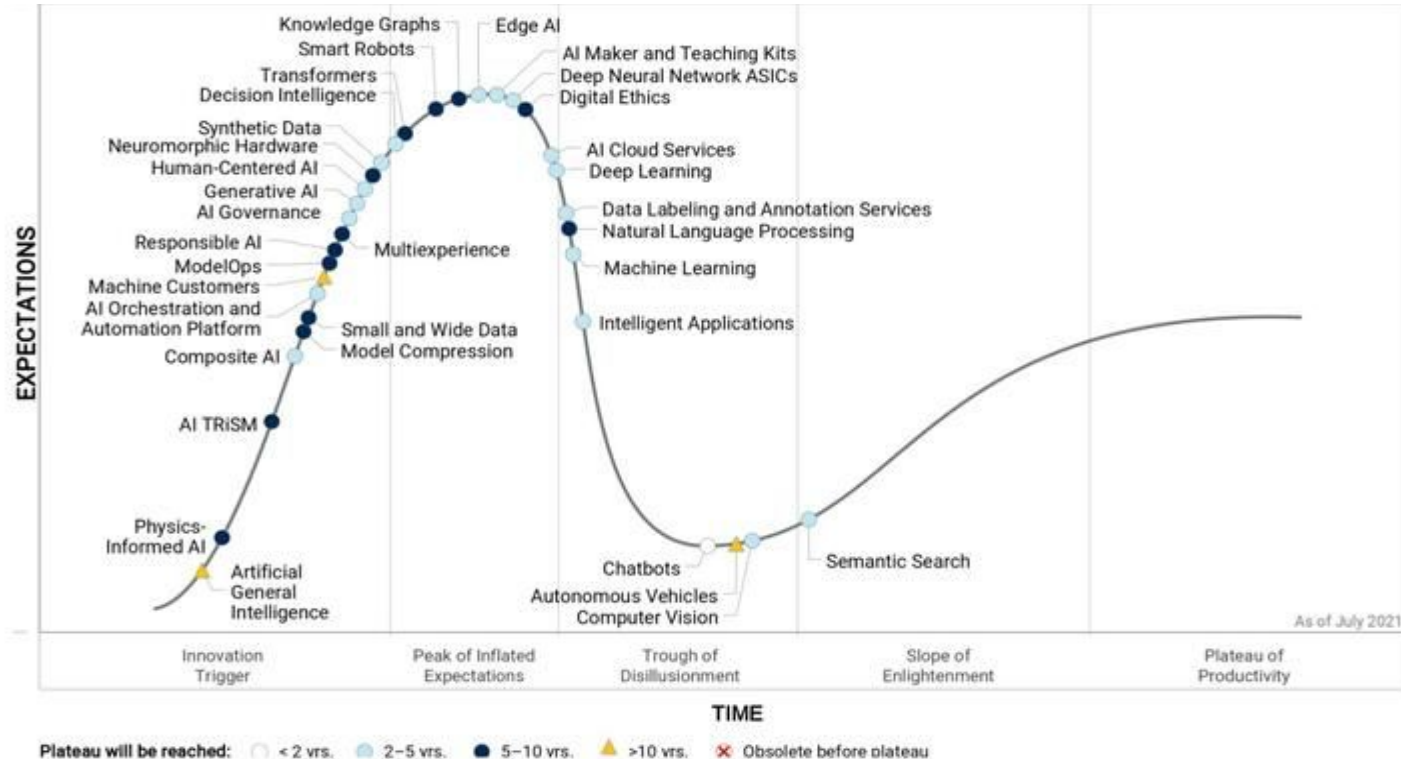 Knowledge Graphs
Edge AI
Smart Robots
AI Maker and Teaching Kits
Transformers
Deep Neural Network ASICs
Decision Intelligence
Digital Ethics
Synthetic Data
Neuromorphic Hardware
AI Cloud Services
Human-Centered AI
Deep Learning
Generative AI
AI Governance
Data Labeling and Annotation Services
Natural Language Processing
Responsible AI
Multiexperience
ModelOps
Machine Learning
Machine Customers
AI Orchestration and
Automation Platform
Small and Wide Data
Intelligent Applications
Model Compression
Composite AI
AI TRiSM
Physics-
Informed AI
Artificial
General
Intelligence
Chatbots
Semantic Search
Autonomous Vehicles
Computer Vision
EXPECTATIONS
As of July 2021
Innovation
Trigger
Peak of Inflated
Expectations
Trough of
Disillusionment
Slope of
Enlightenment
Plateau of
Productivity
TIME
Plateau will be reached: < 2 yrs. 2–5 yrs. 5–10 yrs. >10 yrs. Obsolete before plateau